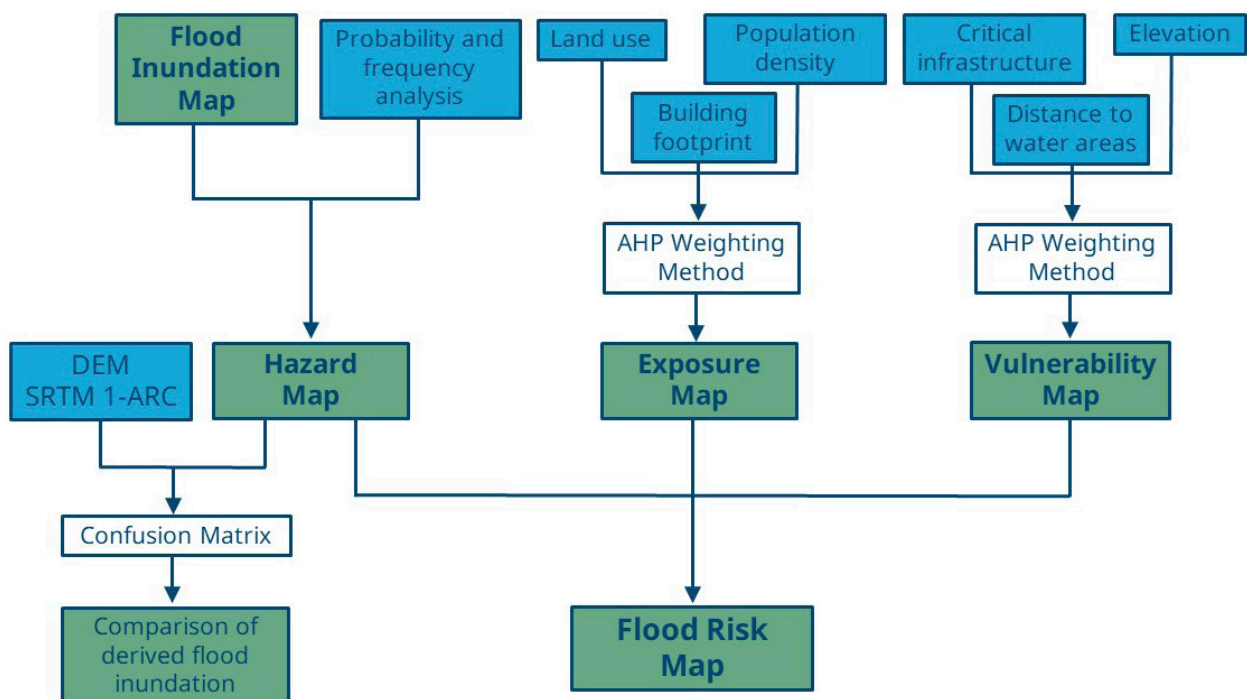 Flood
Inundation
Map
Probability and
frequency
analysis
Land use
Population
density
Building
footprint
Critical
infrastructure
Elevation
Distance to
water areas
AHP Weighting
Method
AHP Weighting
Method
DEM
SRTM 1-ARC
Hazard
Map
Exposure
Map
Vulnerability
Map
Confusion Matrix
Comparison of
derived flood
inundation
Flood Risk
Map